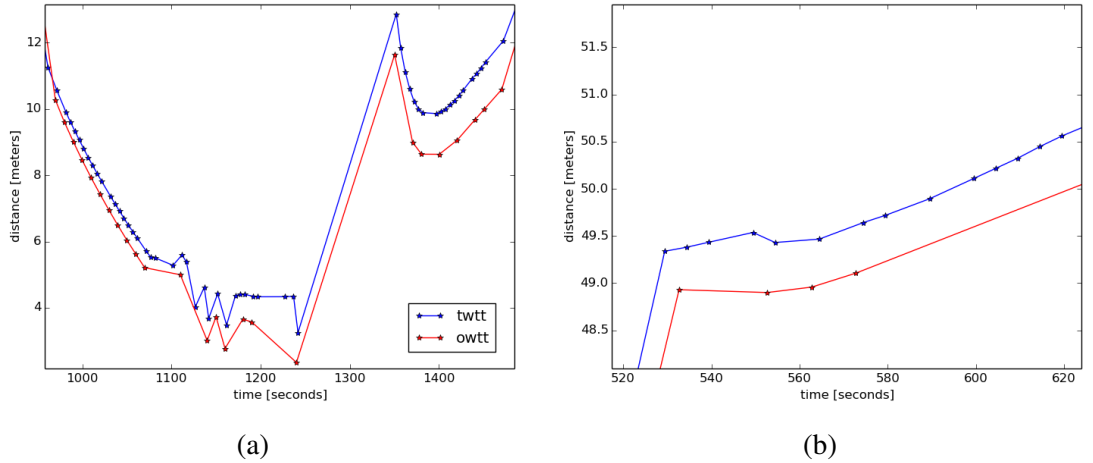 12
10
8
6
4
distance [meters]
1000 1100 1200 1300 1400
time [seconds]
twtt
owtt
(a)
51.5
51.0
50.5
50.0
49.5
49.0
48.5
distance [meters]
520 540 560 580 600 620
time [seconds]
(b)